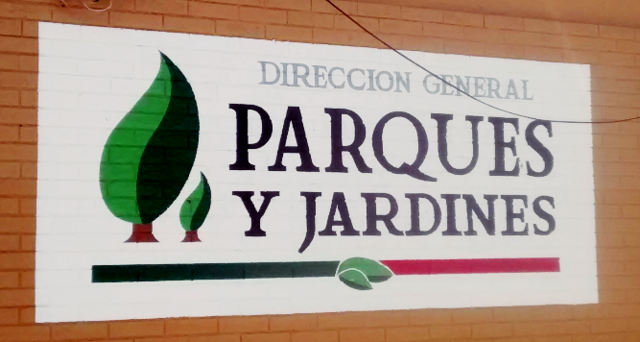 DIRECCION GENERAL
PARQUES
Y JARDINES